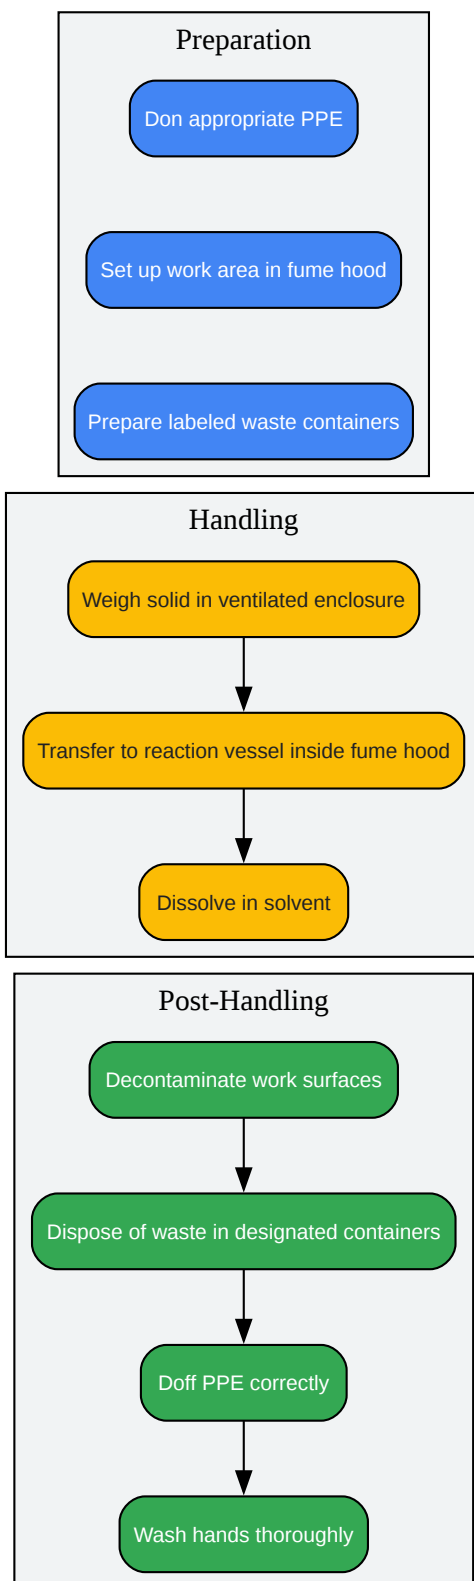 Preparation
Don appropriate PPE
Set up work area in fume hood
Prepare labeled waste containers
Handling
Weigh solid in ventilated enclosure
Transfer to reaction vessel inside fume hood
Dissolve in solvent
Post-Handling
Decontaminate work surfaces
Dispose of waste in designated containers
Doff PPE correctly
Wash hands thoroughly